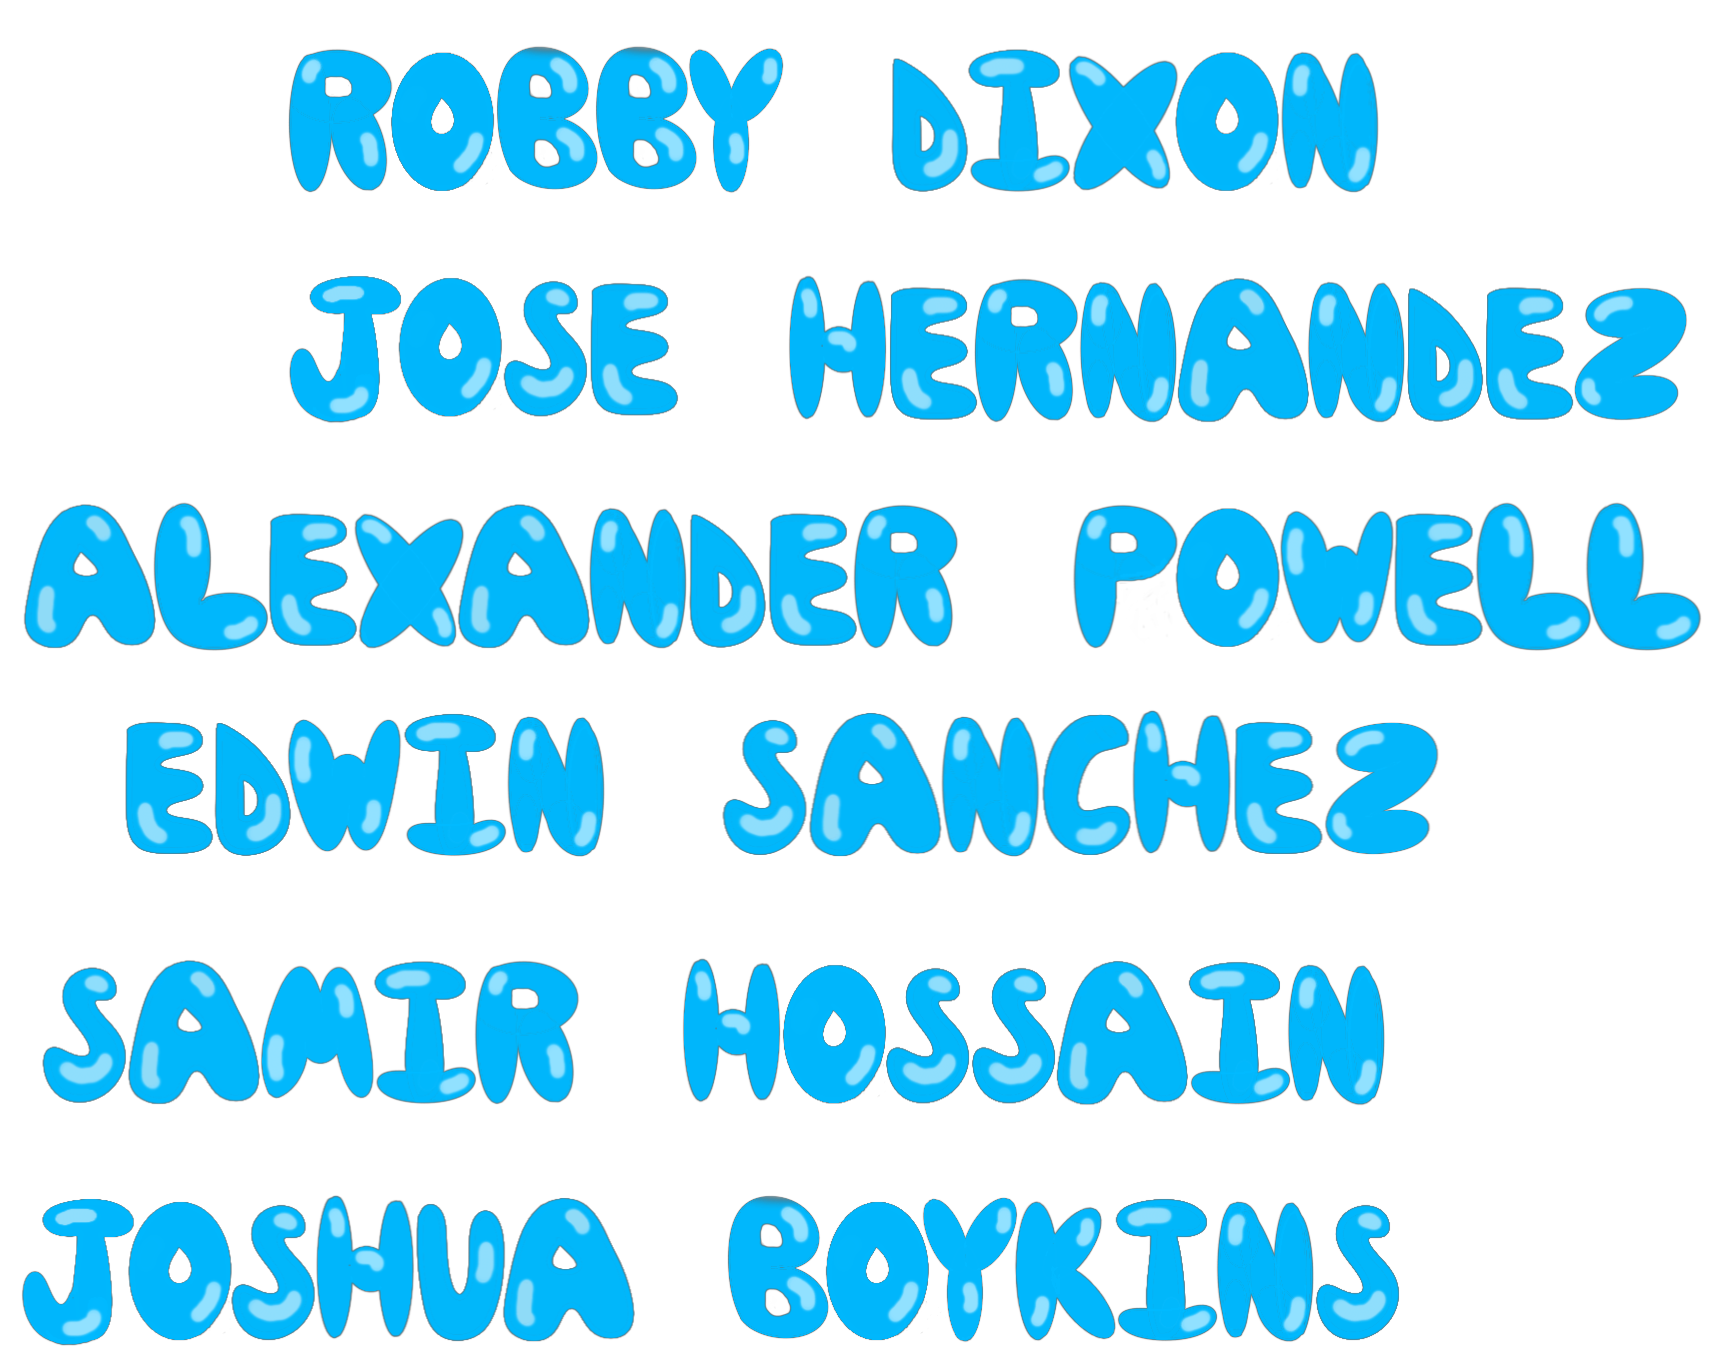 ROBBY DIXON
JOSE HERNANDEZ
ALEXANDER POWELL
EDWIN SANCHEZ
SAMIR HOSSAIN
JOSHUA BOYKINS